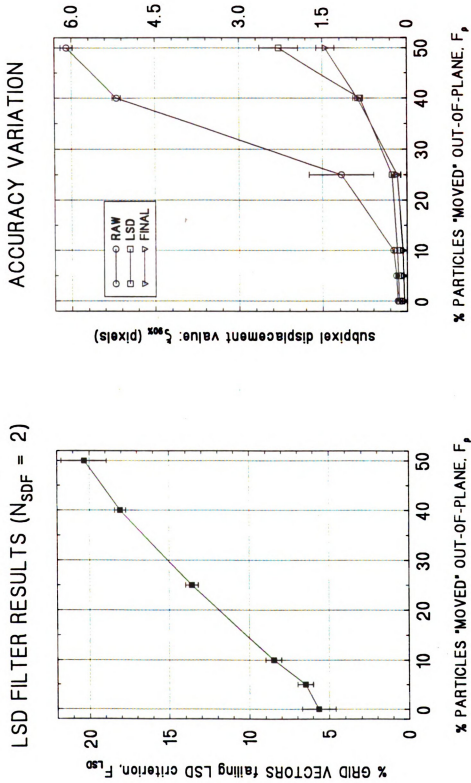 LSD FILTER RESULTS (N_SDF = 2)
% GRID VECTORS failing LSD criterion, F_LSD
20
15
10
5
0
0 10 20 30 40 50
% PARTICLES "MOVED" OUT-OF-PLANE, F_p
ACCURACY VARIATION
subpixel displacement value: ζ_90% (pixels)
RAW
LSD
FINAL
6.0
4.5
3.0
1.5
0
0 10 20 30 40 50
% PARTICLES "MOVED" OUT-OF-PLANE, F_p